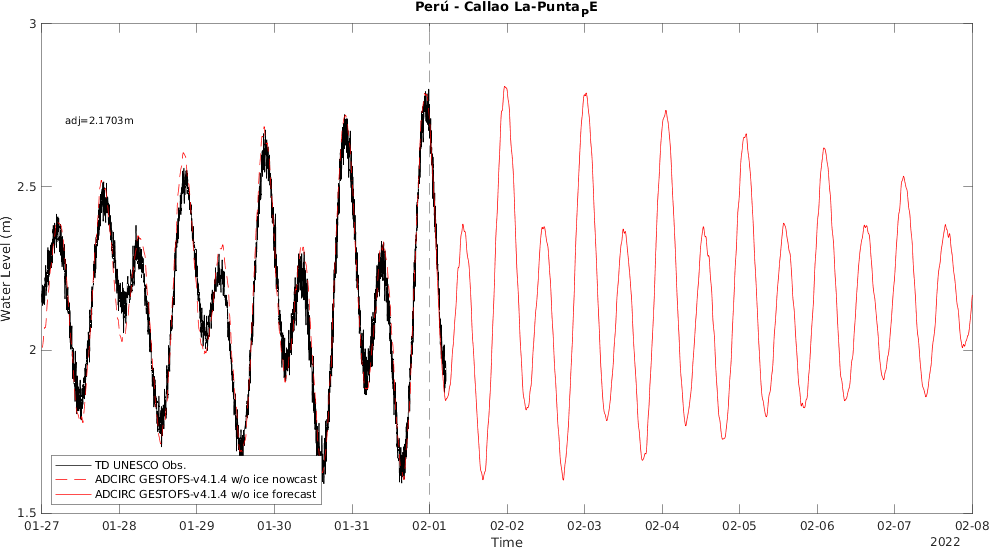 Perú - Callao La-PuntaPE
adj=2.1703m
3
2.5
2
1.5
Water Level (m)
TD UNESCO Obs.
ADCIRC GESTOFS-v4.1.4 w/o ice nowcast
ADCIRC GESTOFS-v4.1.4 w/o ice forecast
01-27 01-28 01-29 01-30 01-31 02-01 02-02 02-03 02-04 02-05 02-06 02-07 02-08
Time
2022